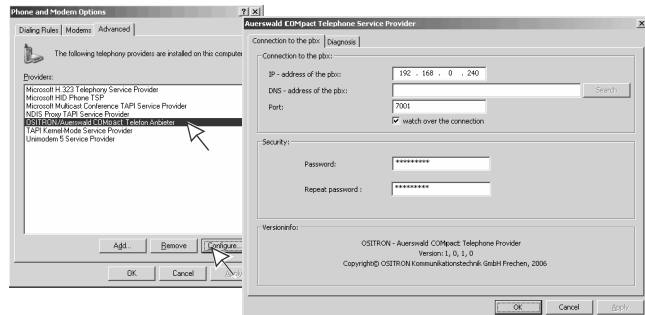 Phone and Modem Options
Dialing Rules Modems Advanced
The following telephony providers are installed on this computer
Providers:
Microsoft H.323 Telephony Service Provider
Microsoft HID Phone TSP
Microsoft Multicast Conference TAPI Service Provider
NDIS Proxy TAPI Service Provider
OSITRON/Auerswald COMpact Telefon Anbieter
TAPI Kernel-Mode Service Provider
Unimodem 5 Service Provider
Add... Remove Configure...
OK Cancel Apply
Auerswald COMpact Telephone Service Provider
Connection to the pbx Diagnosis
Connection to the pbx:
IP - address of the pbx: 192 . 168 . 0 . 240
DNS - address of the pbx: Search
Port: 7001
watch over the connection
Security:
Password: *********
Repeat password : *********
Versioninfo:
OSITRON - Auerswald COMpact Telephone Provider
Version: 1, 0, 1, 0
Copyright© OSITRON Kommunikationstechnik GmbH Frechen, 2006
OK Cancel Apply